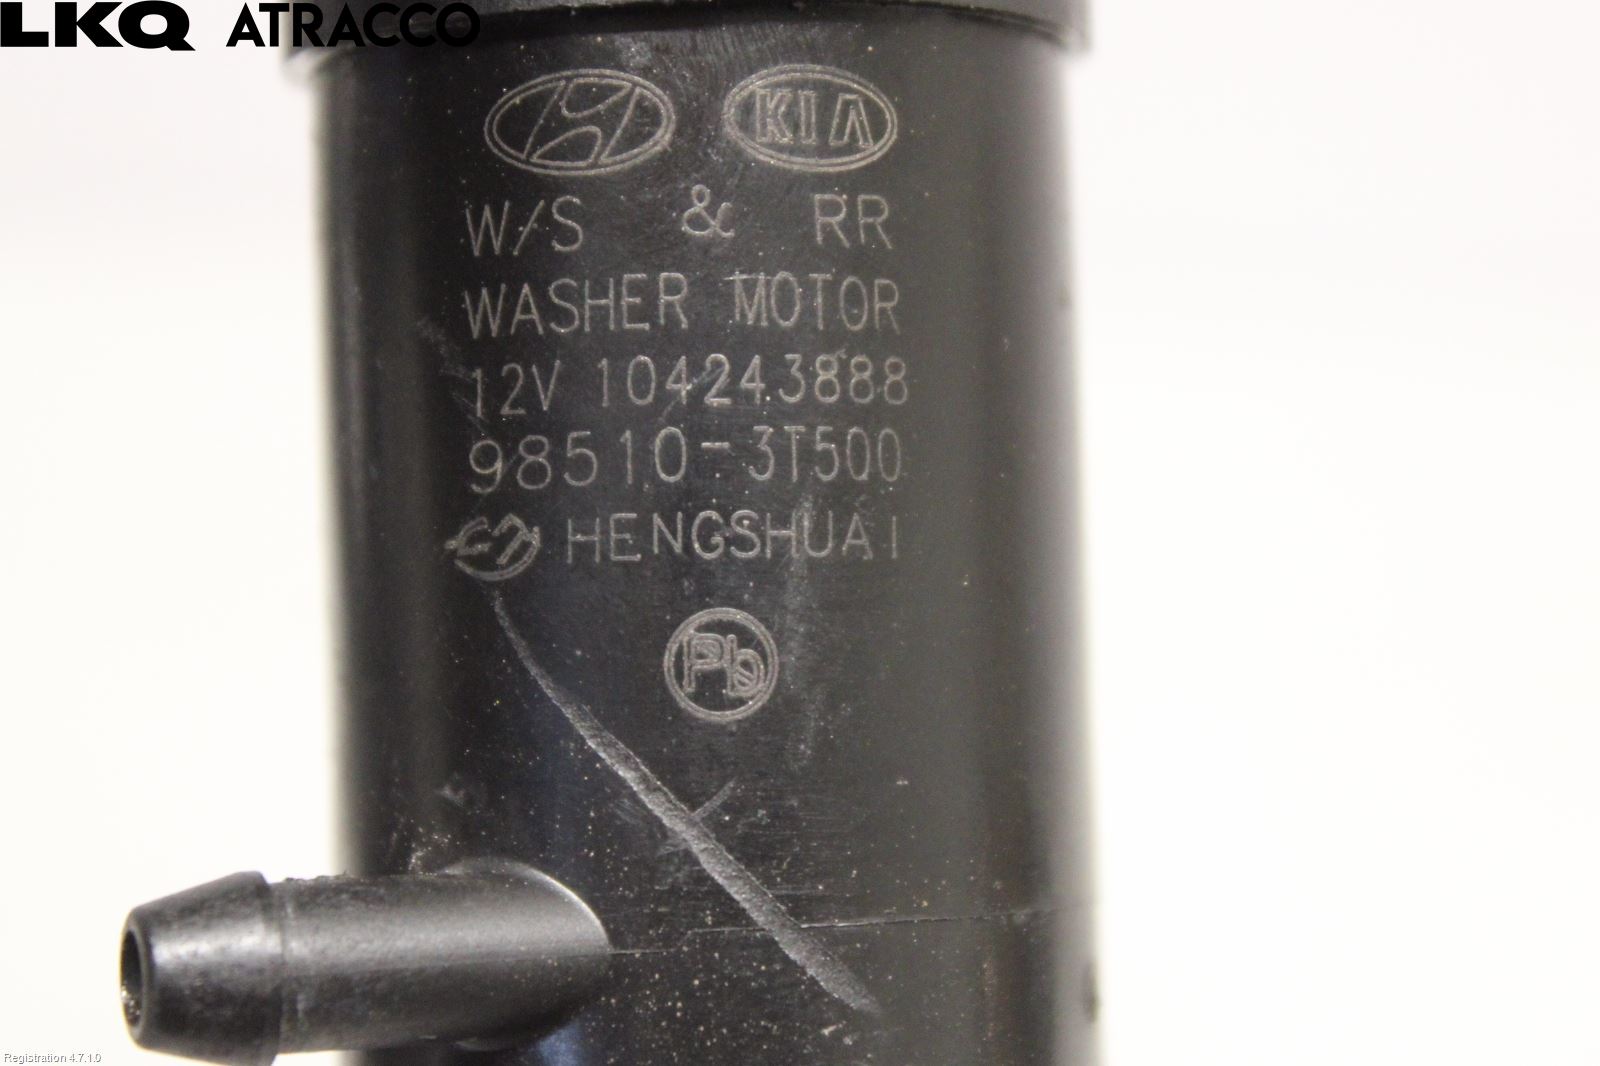 LKQ ATRACCO
KIA
W/S & RR
WASHER MOTOR
12V 104243888
98510-3T500
HENGSHUAI
Pb
Registration 4.7.1.0